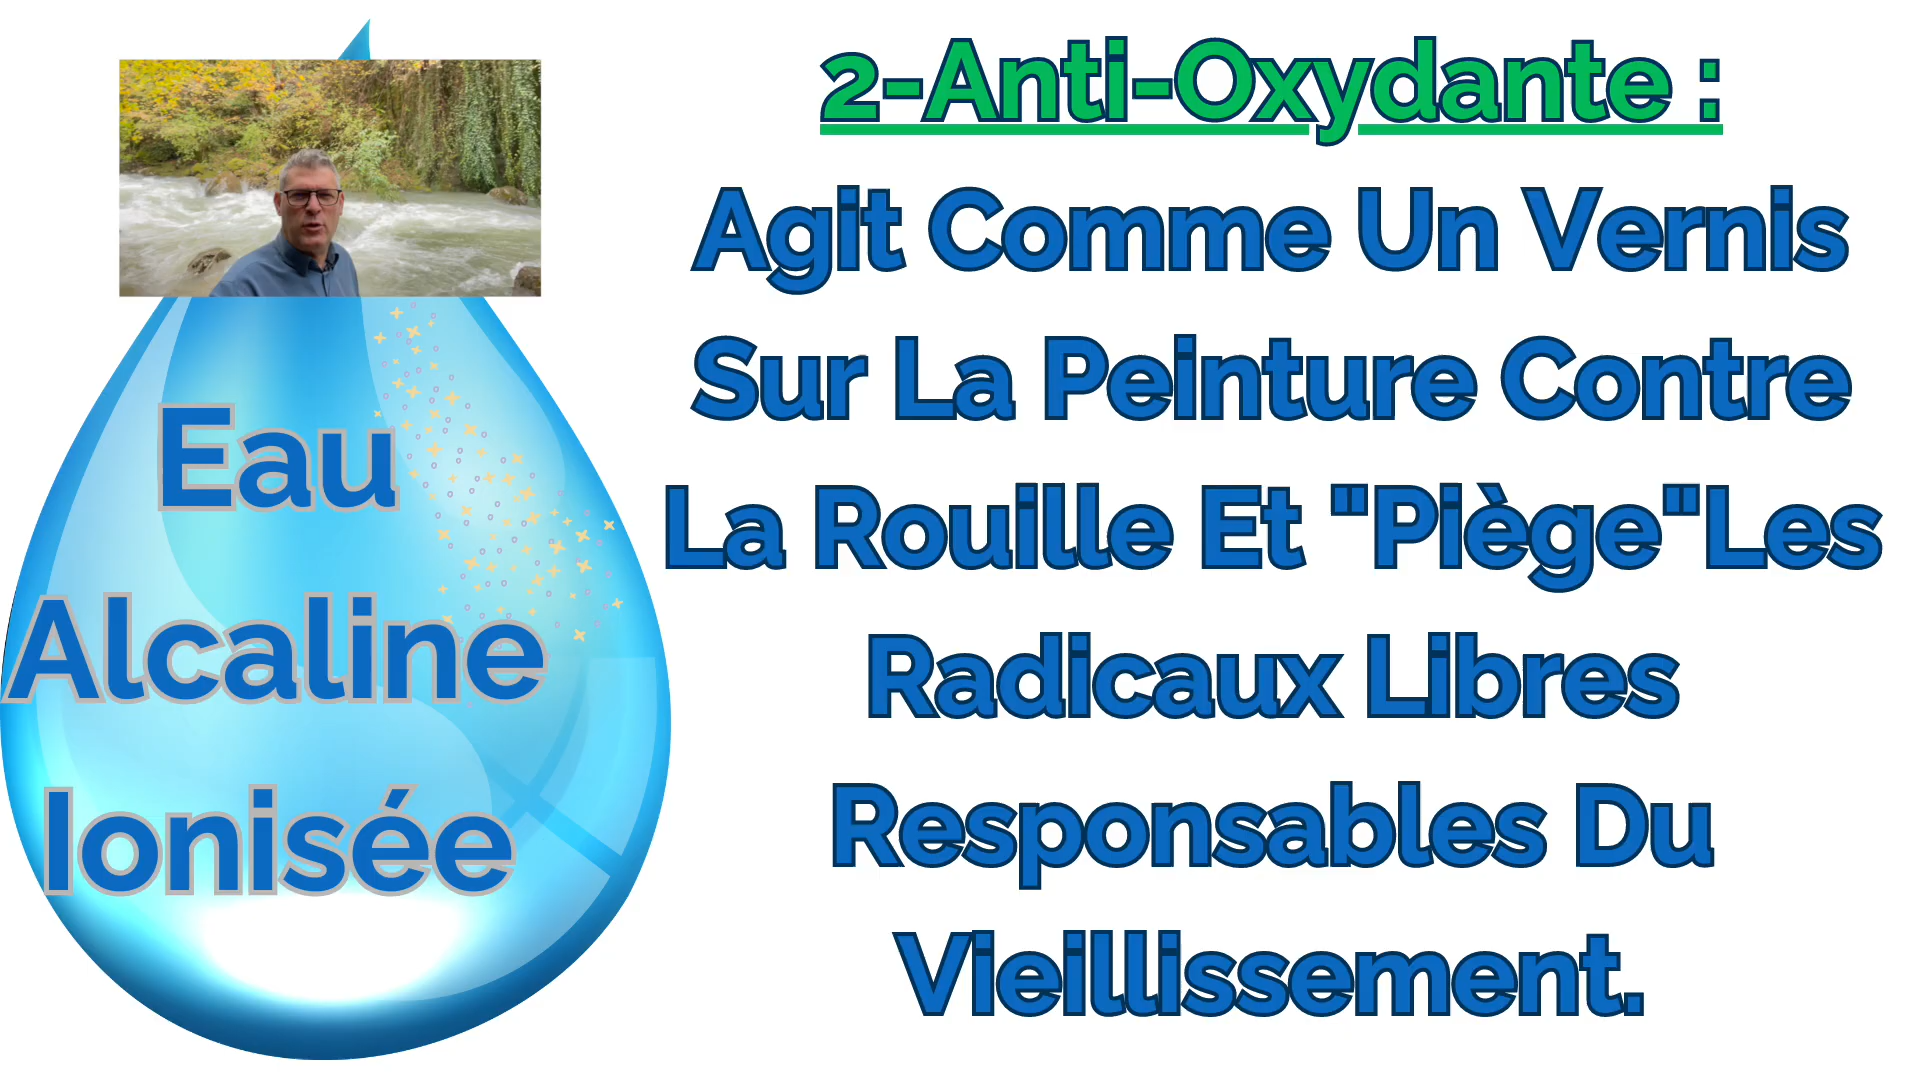 2-Anti-Oxydante :
Agit Comme Un Vernis
Sur La Peinture Contre
La Rouille Et "Piège"Les
Radicaux Libres
Responsables Du
Vieillissement.
Eau
Alcaline
Ionisée